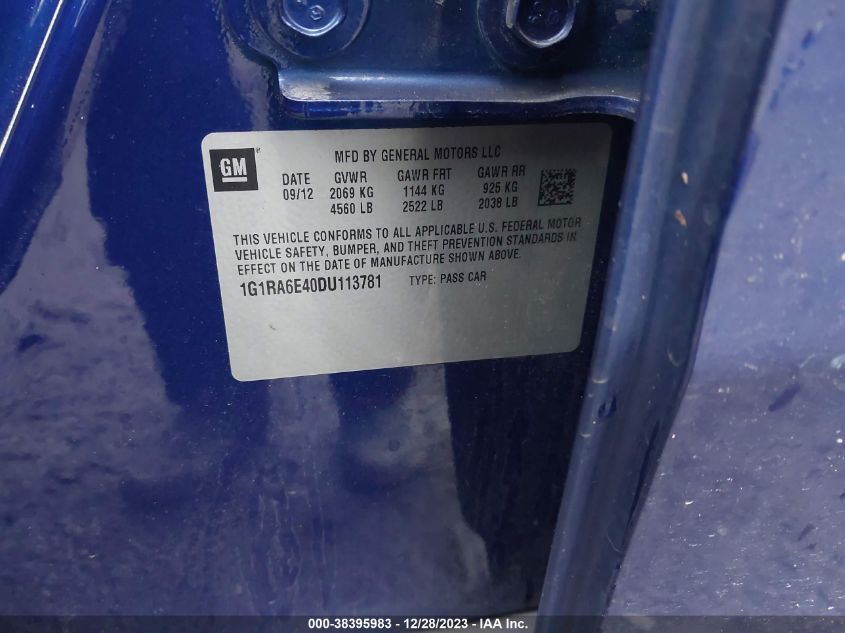 GM
MFD BY GENERAL MOTORS LLC
DATE GVWR GAWR FRT GAWR RR
09/12 2069 KG 1144 KG 925 KG
4560 LB 2522 LB 2038 LB
THIS VEHICLE CONFORMS TO ALL APPLICABLE U.S. FEDERAL MOTOR
VEHICLE SAFETY, BUMPER, AND THEFT PREVENTION STANDARDS IN
EFFECT ON THE DATE OF MANUFACTURE SHOWN ABOVE.
1G1RA6E40DU113781 TYPE: PASS CAR
000-38395983 - 12/28/2023 - IAA Inc.